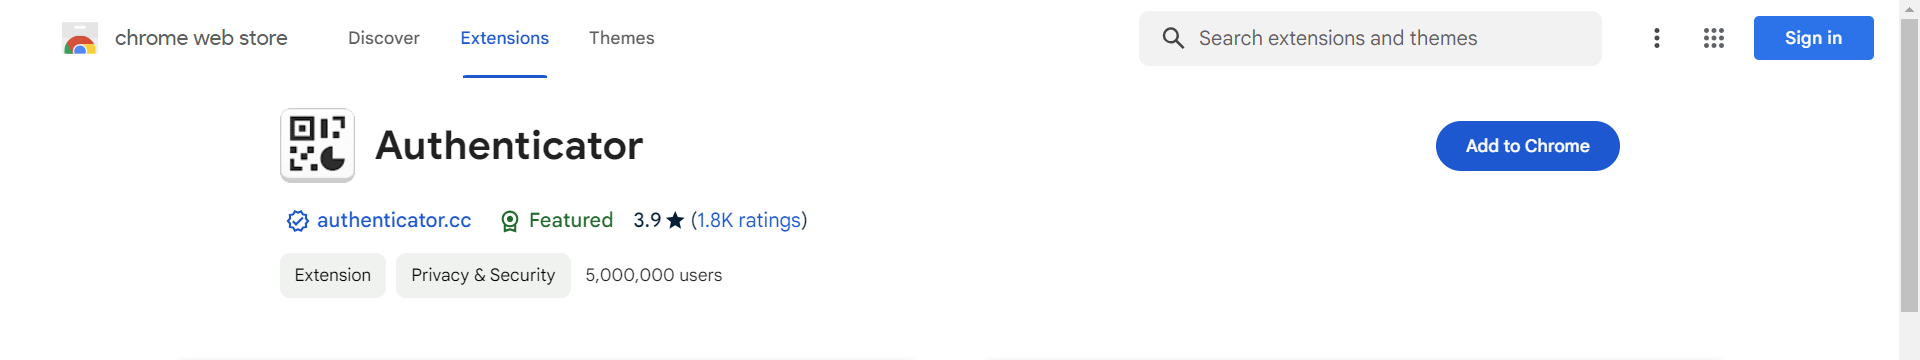 chrome web store Discover Extensions Themes Search extensions and themes Sign in
Authenticator Add to Chrome
authenticator.cc Featured 3.9★ (1.8K ratings)
Extension Privacy & Security 5,000,000 users